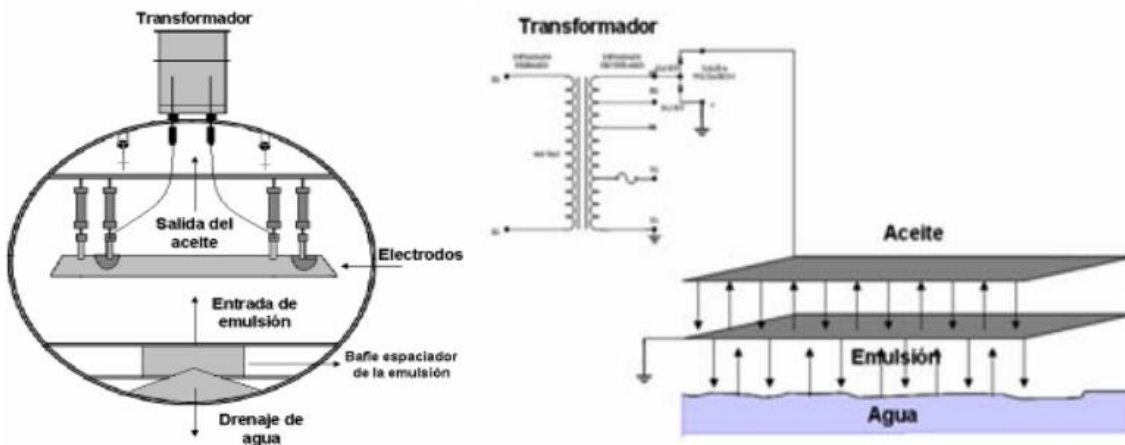 Transformador
Salida del
aceite
Electrodos
Entrada de
emulsión
Bafle espaciador
de la emulsión
Drenaje de
agua
Transformador
Aceite
Emulsión
Agua